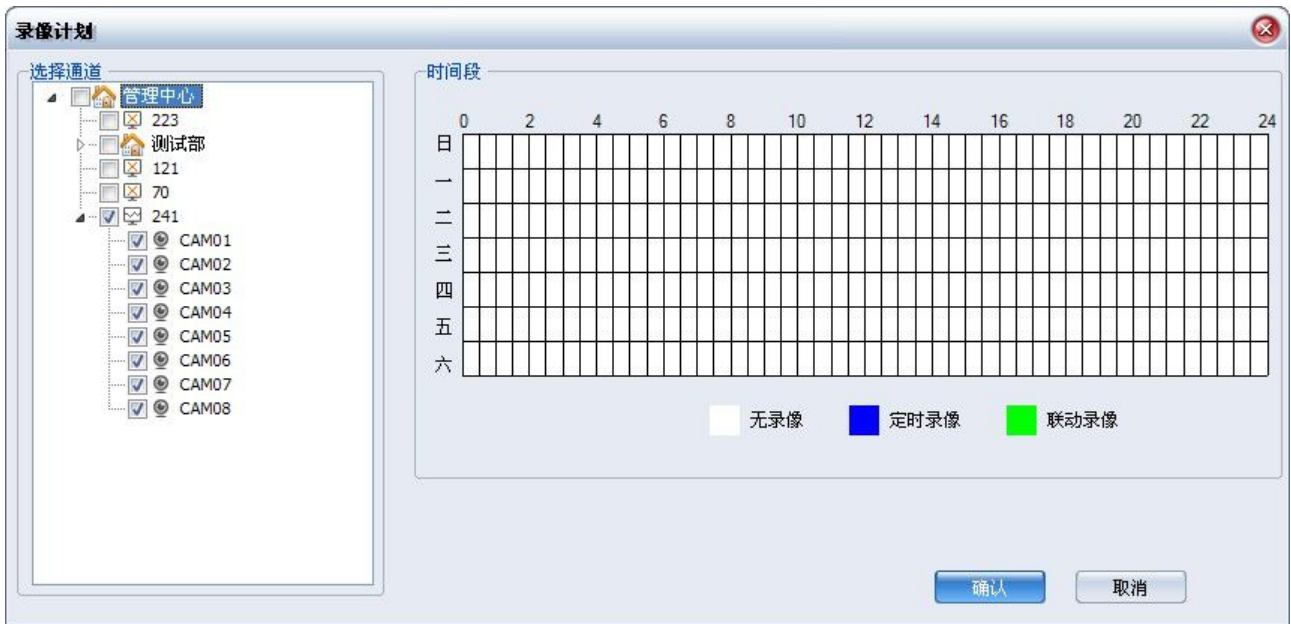 录像计划
选择通道
管理中心
223
测试部
121
70
241
CAM01
CAM02
CAM03
CAM04
CAM05
CAM06
CAM07
CAM08
时间段
0 2 4 6 8 10 12 14 16 18 20 22 24
日
一
二
三
四
五
六
无录像 定时录像 联动录像
确认 取消